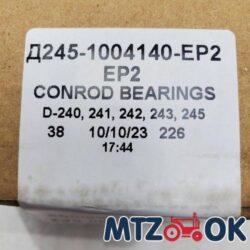 Д245-1004140-ЕР2
ЕР2
CONROD BEARINGS
D-240, 241, 242, 243, 245
38 10/10/23 226
17:44
MTZ OK